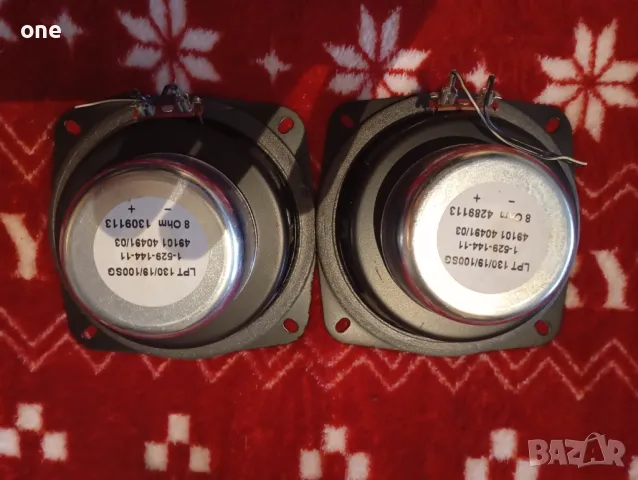 one
LPT 130/19/100SG
1-529-144-11
49101 40491/03
8 Ohm 1309113
- +
LPT 130/19/100SG
1-529-144-11
49101 40491/03
8 Ohm 4289113
- +
BAZAR